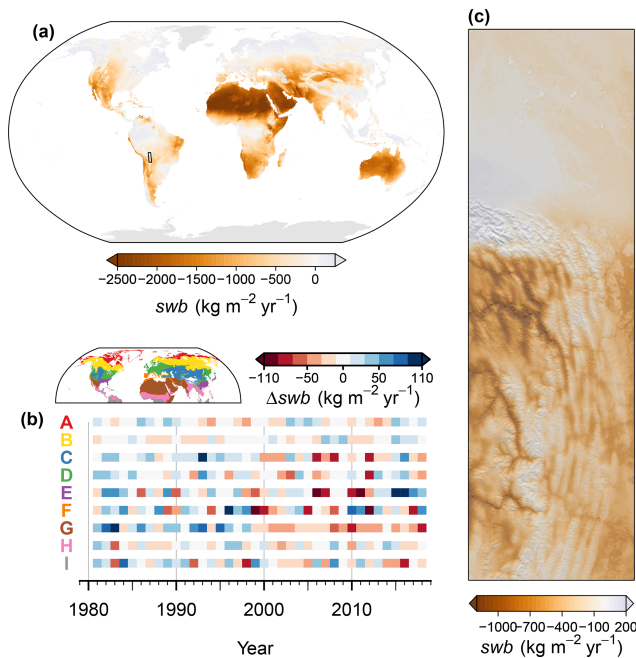 (a)
(c)
−2500 −2000 −1500 −1000 −500 0
swb (kg m−2 yr−1)
−110 −50 0 50 110
Δswb (kg m−2 yr−1)
(b)
A
B
C
D
E
F
G
H
I
1980 1990 2000 2010
Year
−1000 −700 −400 −100 200
swb (kg m−2 yr−1)